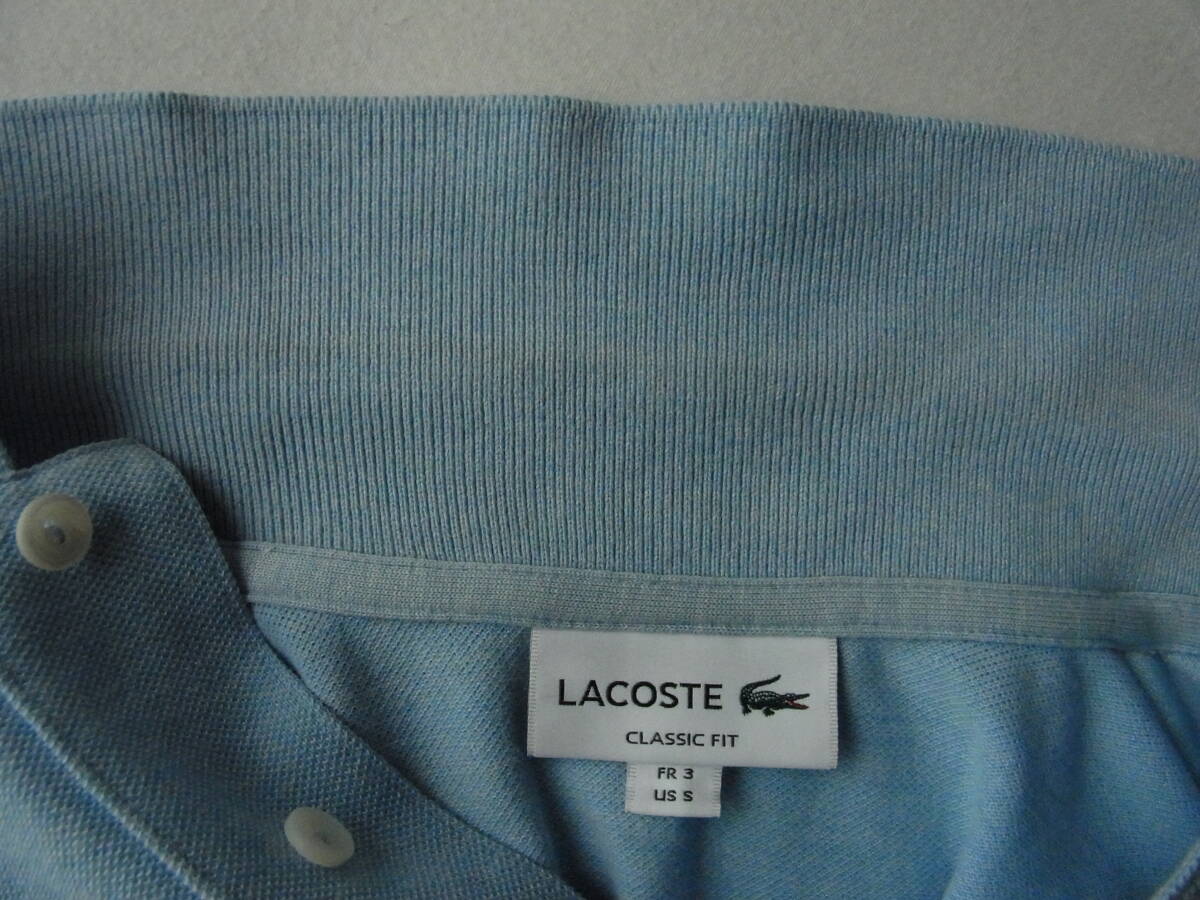 LACOSTE
CLASSIC FIT
FR 3
US S